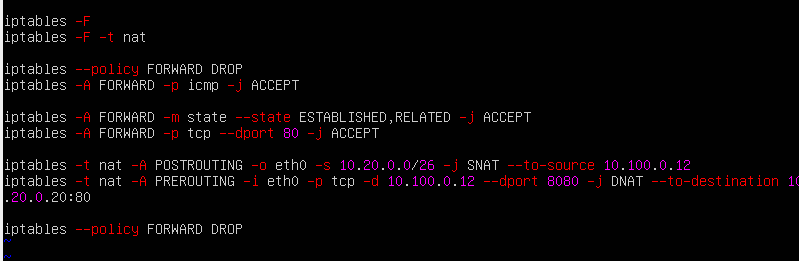 iptables -F
iptables -F -t nat
iptables --policy FORWARD DROP
iptables -A FORWARD -p icmp -j ACCEPT
iptables -A FORWARD -m state --state ESTABLISHED,RELATED -j ACCEPT
iptables -A FORWARD -p tcp --dport 80 -j ACCEPT
iptables -t nat -A POSTROUTING -o eth0 -s 10.20.0.0/26 -j SNAT --to-source 10.100.0.12
iptables -t nat -A PREROUTING -i eth0 -p tcp -d 10.100.0.12 --dport 8080 -j DNAT --to-destination 10
.20.0.20:80
iptables --policy FORWARD DROP
~
~